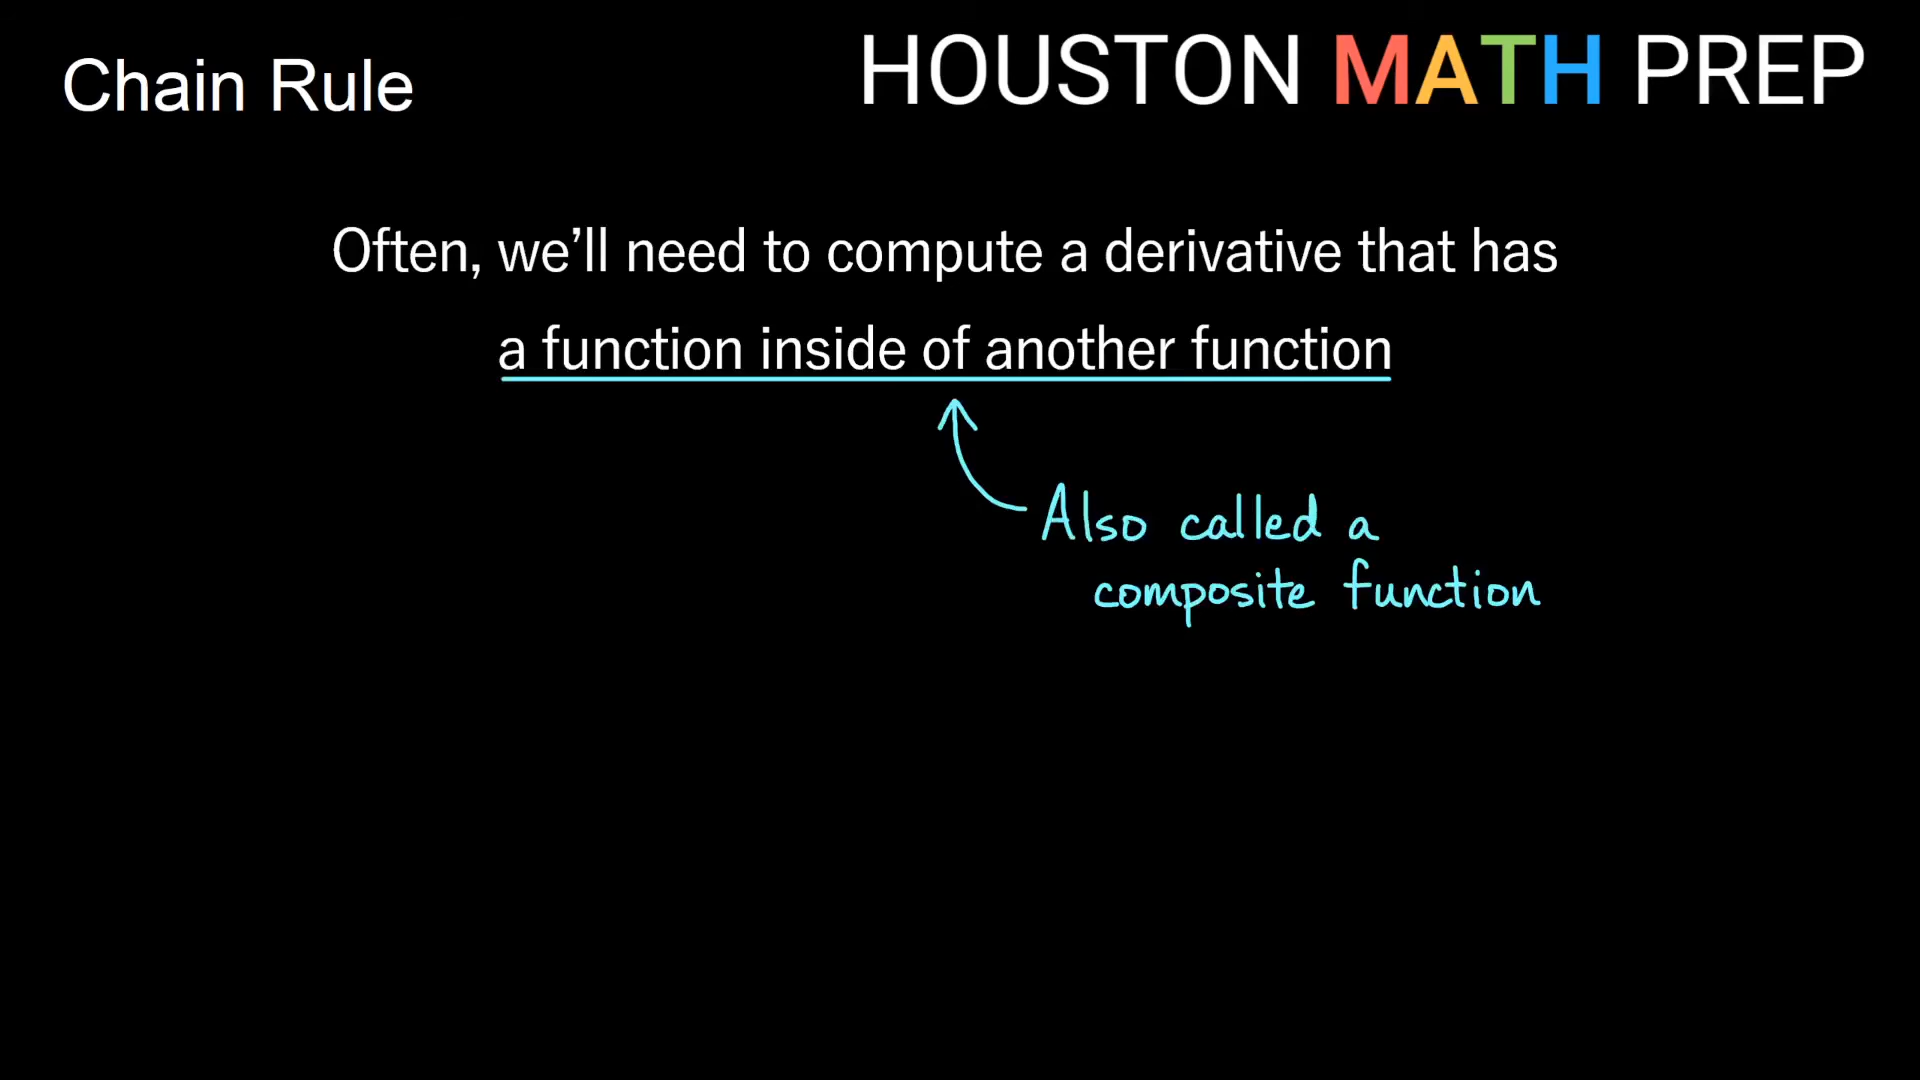 Chain Rule
HOUSTON MATH PREP
Often, we’ll need to compute a derivative that has
a function inside of another function
Also called a
composite function